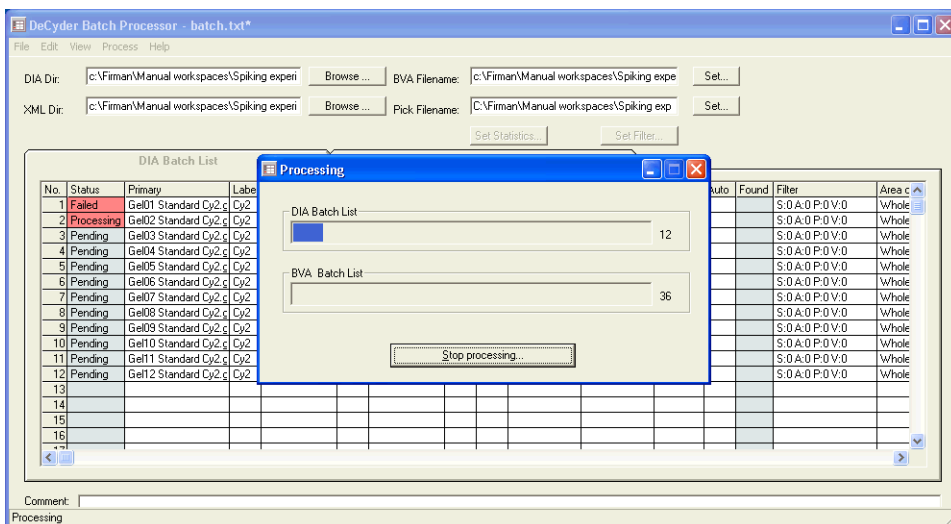 DeCyder Batch Processor - batch.txt*
File Edit View Process Help
DIA Dir: c:\Firman\Manual workspaces\Spiking experi Browse ... BVA Filename: c:\Firman\Manual workspaces\Spiking expe Set...
XML Dir: c:\Firman\Manual workspaces\Spiking experi Browse ... Pick Filename: C:\Firman\Manual workspaces\Spiking exp Set...
Set Statistics... Set Filter...
DIA Batch List
No. Status Primary Labe Auto Found Filter Area c
1 Failed Gel01 Standard Cy2.g Cy2 S:0 A:0 P:0 V:0 Whole
2 Processing Gel02 Standard Cy2.g Cy2 S:0 A:0 P:0 V:0 Whole
3 Pending Gel03 Standard Cy2.g Cy2 S:0 A:0 P:0 V:0 Whole
4 Pending Gel04 Standard Cy2.g Cy2 S:0 A:0 P:0 V:0 Whole
5 Pending Gel05 Standard Cy2.g Cy2 S:0 A:0 P:0 V:0 Whole
6 Pending Gel06 Standard Cy2.g Cy2 S:0 A:0 P:0 V:0 Whole
7 Pending Gel07 Standard Cy2.g Cy2 S:0 A:0 P:0 V:0 Whole
8 Pending Gel08 Standard Cy2.g Cy2 S:0 A:0 P:0 V:0 Whole
9 Pending Gel09 Standard Cy2.g Cy2 S:0 A:0 P:0 V:0 Whole
10 Pending Gel10 Standard Cy2.g Cy2 S:0 A:0 P:0 V:0 Whole
11 Pending Gel11 Standard Cy2.g Cy2 S:0 A:0 P:0 V:0 Whole
12 Pending Gel12 Standard Cy2.g Cy2 S:0 A:0 P:0 V:0 Whole
13
14
15
16
Processing
DIA Batch List
12
BVA Batch List
36
Stop processing...
Comment:
Processing